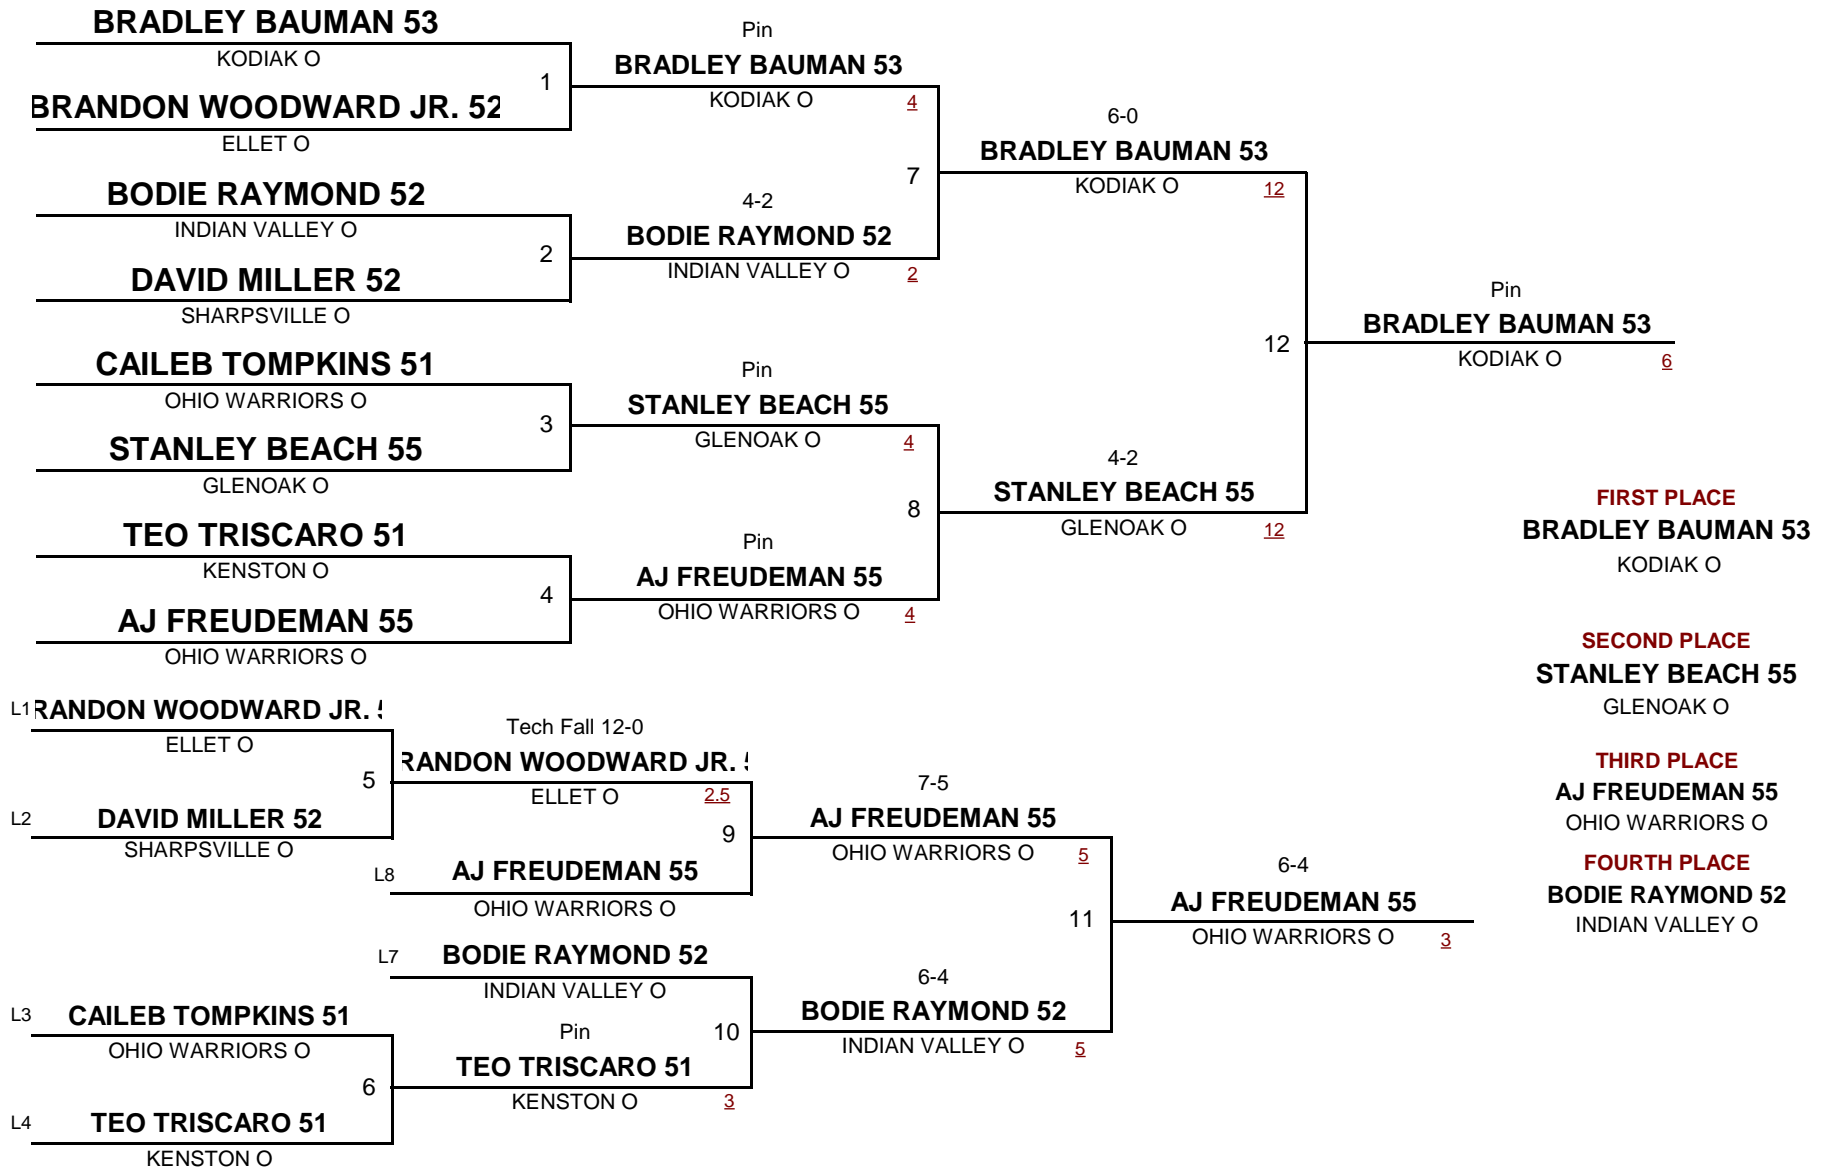 BRADLEY BAUMAN 53
KODIAK O
1
BRANDON WOODWARD JR. 52
ELLET O
BODIE RAYMOND 52
INDIAN VALLEY O
2
DAVID MILLER 52
SHARPSVILLE O
CAILEB TOMPKINS 51
OHIO WARRIORS O
3
STANLEY BEACH 55
GLENOAK O
TEO TRISCARO 51
KENSTON O
4
AJ FREUDEMAN 55
OHIO WARRIORS O
Pin
BRADLEY BAUMAN 53
KODIAK O 4
7
4-2
BODIE RAYMOND 52
INDIAN VALLEY O 2
Pin
STANLEY BEACH 55
GLENOAK O 4
8
Pin
AJ FREUDEMAN 55
OHIO WARRIORS O 4
6-0
BRADLEY BAUMAN 53
KODIAK O 12
12
4-2
STANLEY BEACH 55
GLENOAK O 12
Pin
BRADLEY BAUMAN 53
KODIAK O 6
FIRST PLACE
BRADLEY BAUMAN 53
KODIAK O
SECOND PLACE
STANLEY BEACH 55
GLENOAK O
THIRD PLACE
AJ FREUDEMAN 55
OHIO WARRIORS O
FOURTH PLACE
BODIE RAYMOND 52
INDIAN VALLEY O
L1 RANDON WOODWARD JR.
ELLET O
5
L2 DAVID MILLER 52
SHARPSVILLE O
L3 CAILEB TOMPKINS 51
OHIO WARRIORS O
6
L4 TEO TRISCARO 51
KENSTON O
Tech Fall 12-0
RANDON WOODWARD JR.
ELLET O 2.5
9
L8 AJ FREUDEMAN 55
OHIO WARRIORS O
L7 BODIE RAYMOND 52
INDIAN VALLEY O
Pin 10
TEO TRISCARO 51
KENSTON O 3
7-5
AJ FREUDEMAN 55
OHIO WARRIORS O 5
11
6-4
BODIE RAYMOND 52
INDIAN VALLEY O 5
6-4
AJ FREUDEMAN 55
OHIO WARRIORS O 3